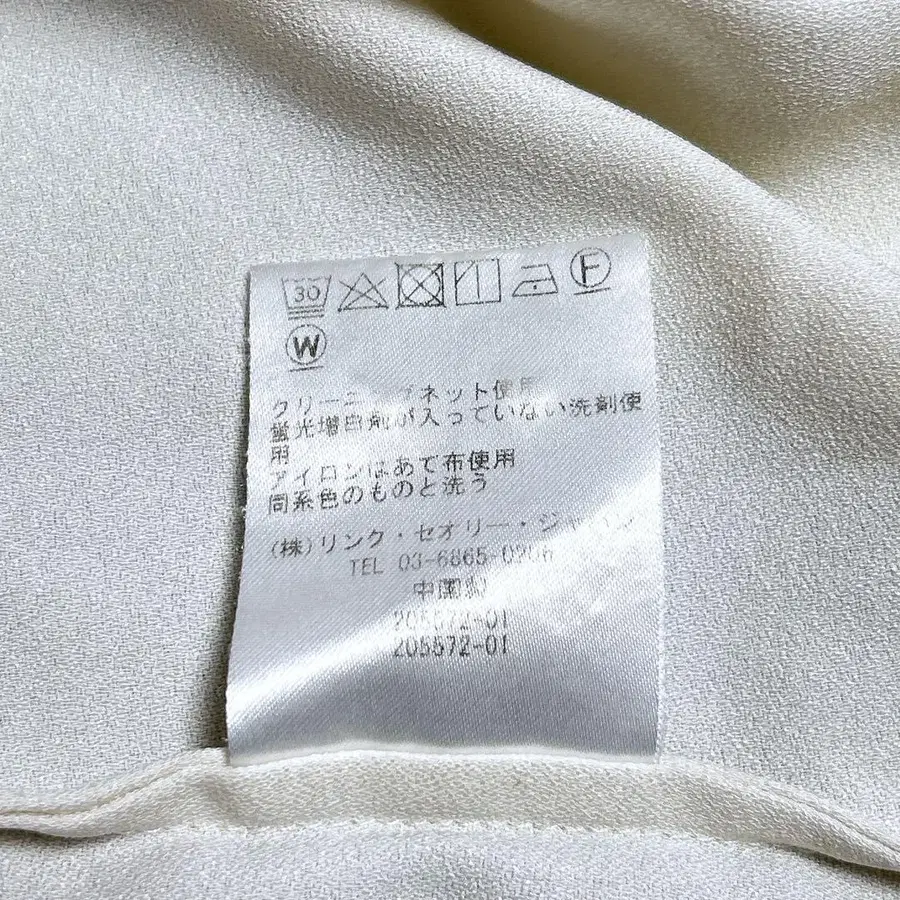 30
F
W
クリーニングネット使用
蛍光増白剤が入っていない洗剤使
用
アイロンはあて布使用
同系色のものと洗う
(株)リンク・セオリー・ジャパン
TEL 03-6865-0206
中国製
205572-01
205572-01